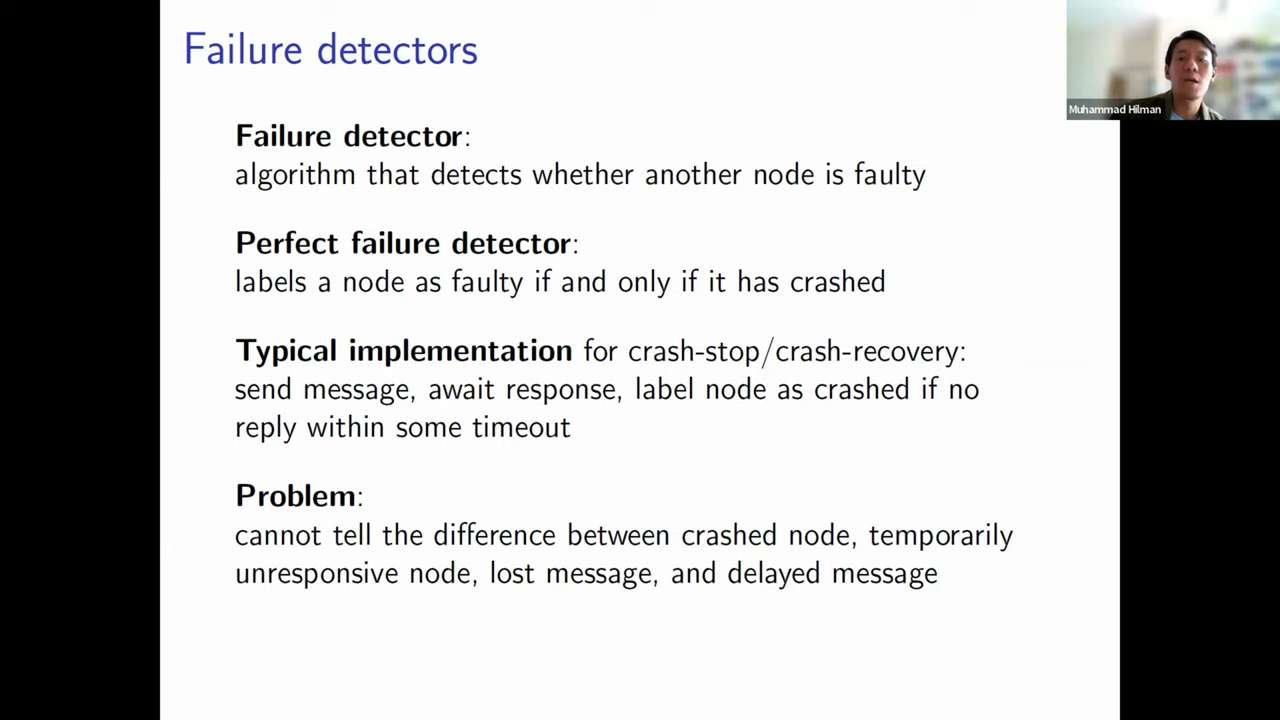 Failure detectors
Muhammad Hilman
Failure detector:
algorithm that detects whether another node is faulty
Perfect failure detector:
labels a node as faulty if and only if it has crashed
Typical implementation for crash-stop/crash-recovery:
send message, await response, label node as crashed if no
reply within some timeout
Problem:
cannot tell the difference between crashed node, temporarily
unresponsive node, lost message, and delayed message